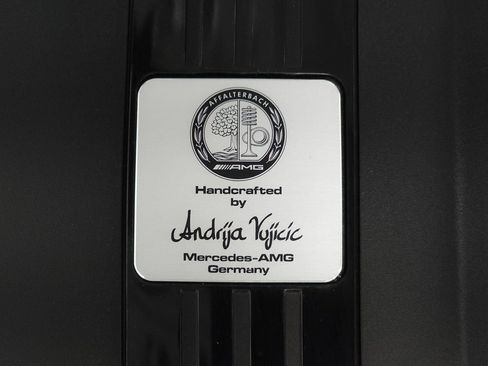 AFFALTERBACH
AMG
Handcrafted
by
Andrija Vujicic
Mercedes-AMG
Germany